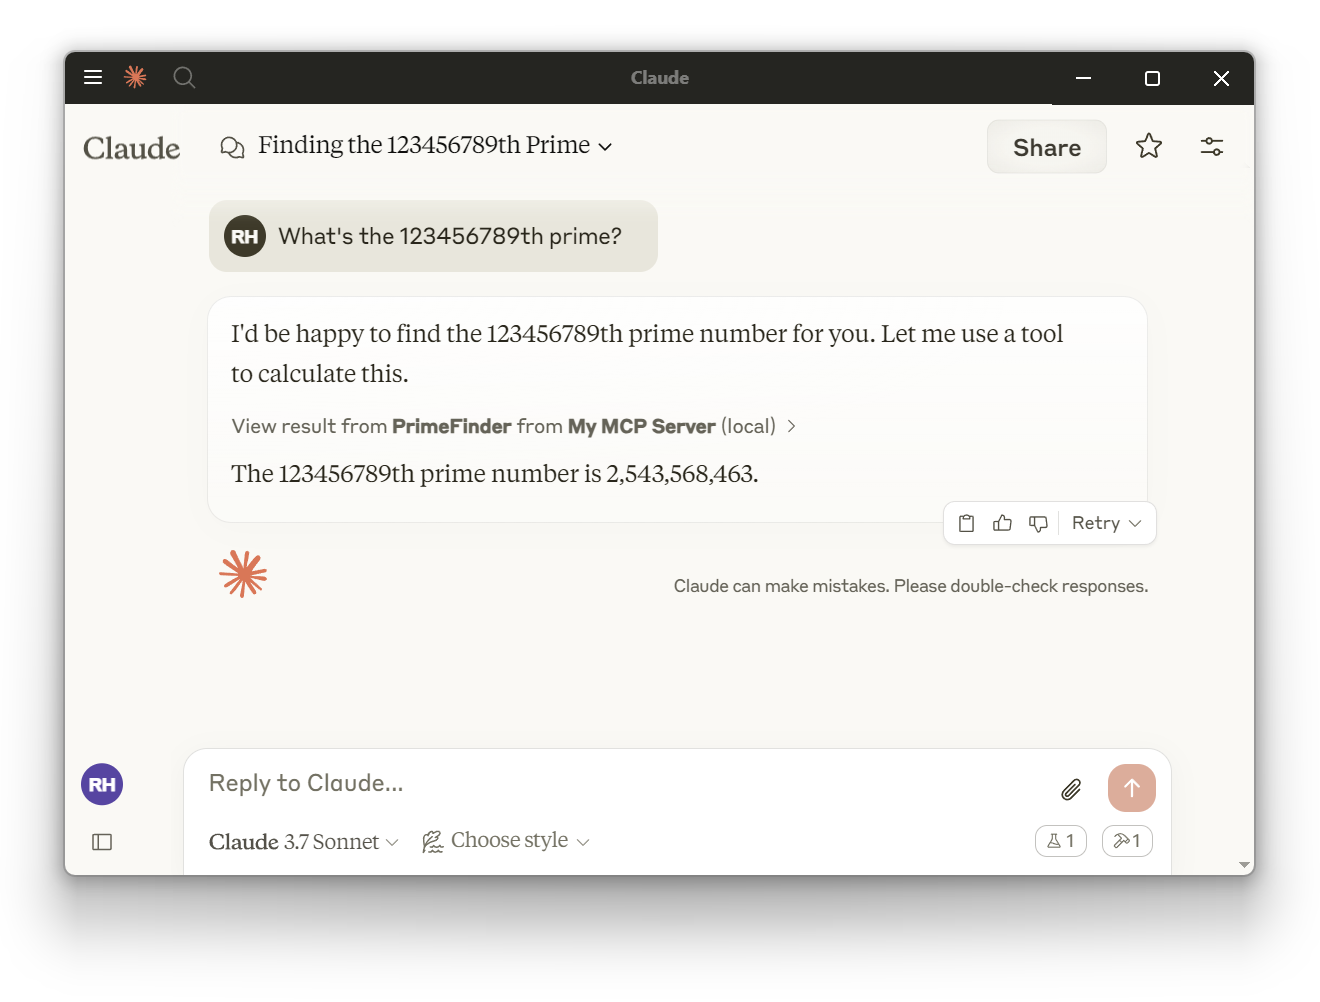 Claude
Claude
Finding the 123456789th Prime
Share
RH
What's the 123456789th prime?
I'd be happy to find the 123456789th prime number for you. Let me use a tool
to calculate this.
View result from PrimeFinder from My MCP Server (local)
The 123456789th prime number is 2,543,568,463.
Retry
Claude can make mistakes. Please double-check responses.
RH
Reply to Claude...
Claude 3.7 Sonnet
Choose style
1
1